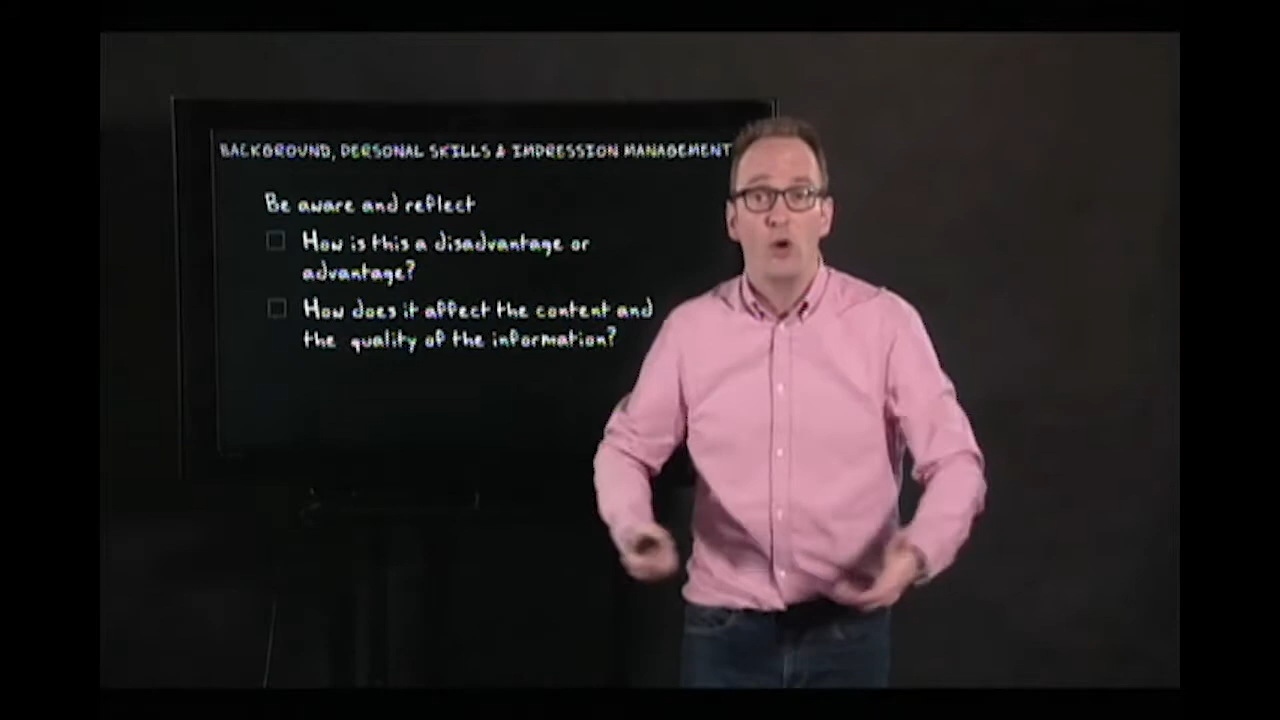 BACKGROUND, PERSONAL SKILLS & IMPRESSION MANAGEMENT
Be aware and reflect
How is this a disadvantage or
advantage?
How does it affect the content and
the quality of the information?